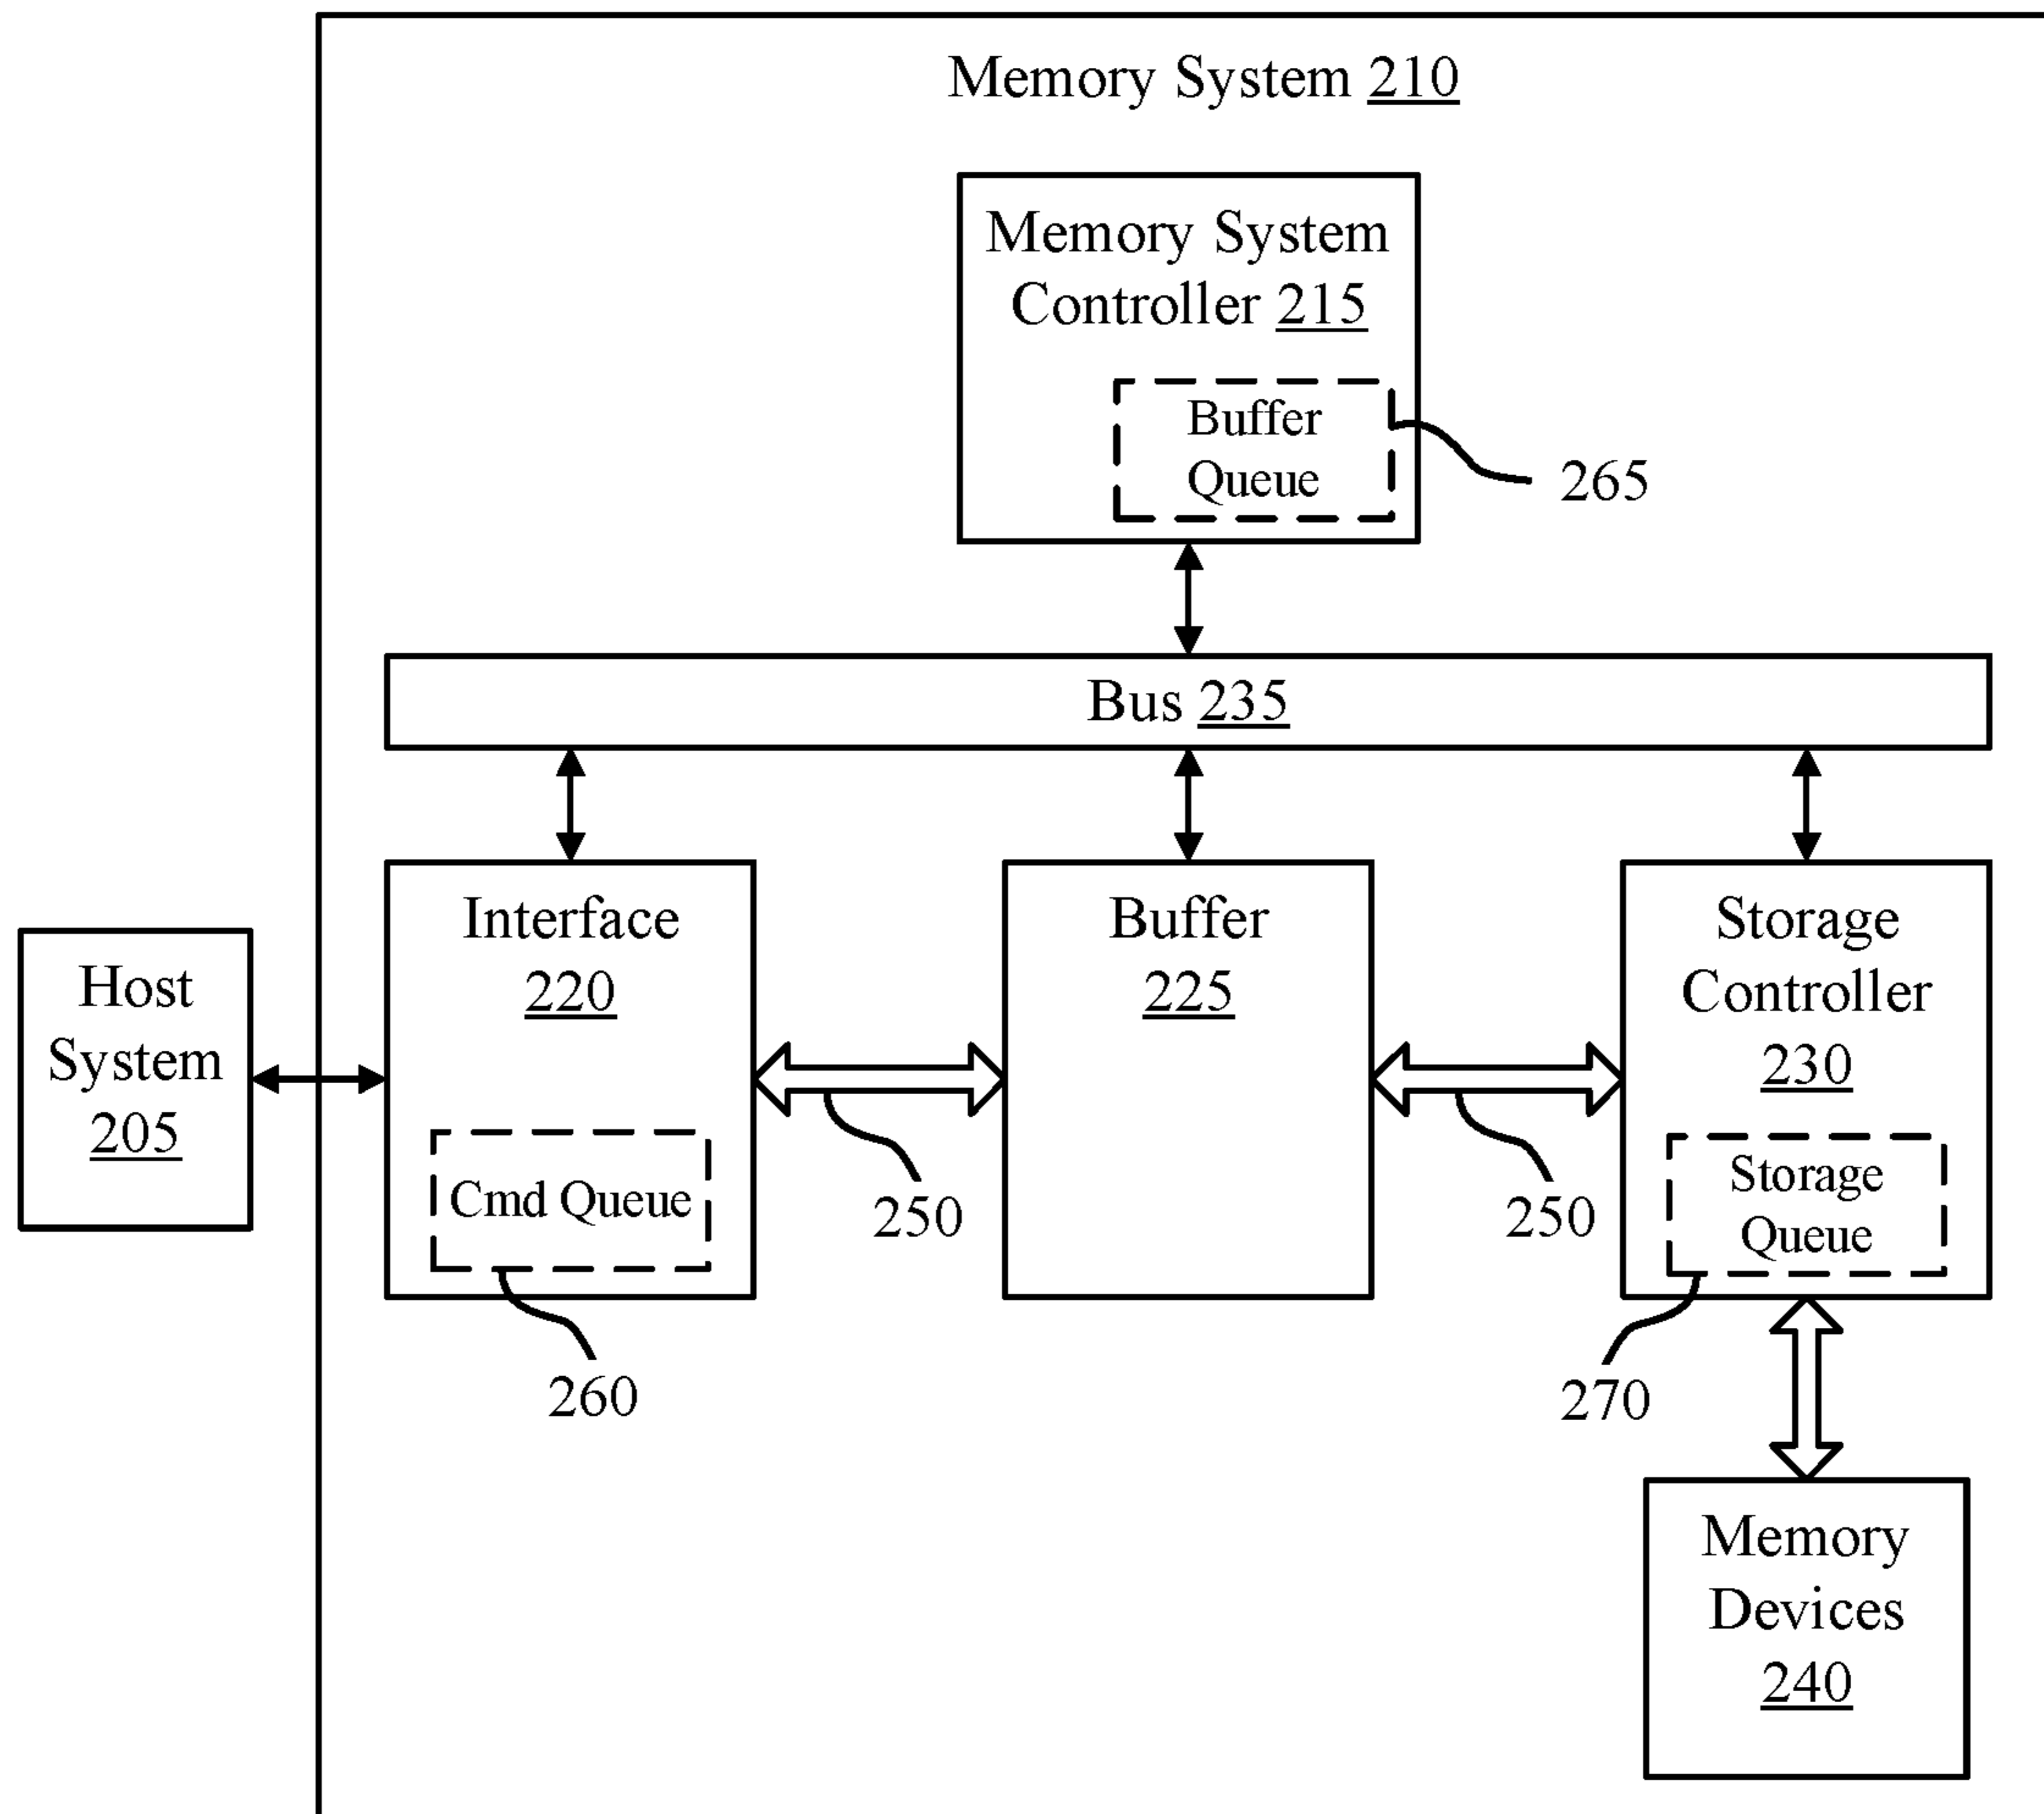 Memory System 210
Memory System
Controller 215
Buffer
Queue
265
Bus 235
Host
System
205
Interface
220
Cmd Queue
260
250
Buffer
225
250
Storage
Controller
230
Storage
Queue
270
Memory
Devices
240